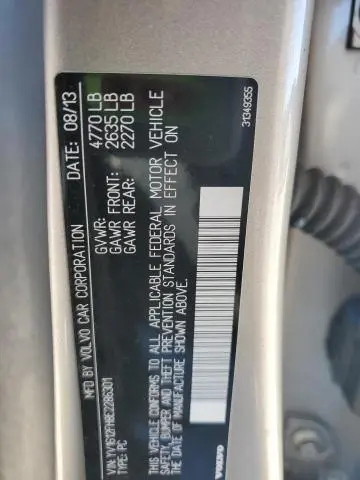 MFD BY VOLVO CAR CORPORATION DATE: 08/13
GVWR: 4770 LB
GAWR FRONT: 2635 LB
GAWR REAR: 2270 LB
THIS VEHICLE CONFORMS TO ALL APPLICABLE FEDERAL MOTOR VEHICLE
SAFETY, BUMPER AND THEFT PREVENTION STANDARDS IN EFFECT ON
THE DATE OF MANUFACTURE SHOWN ABOVE.
VIN: YV1612FH8E2286301
TYPE: PC
VOLVO
31349355